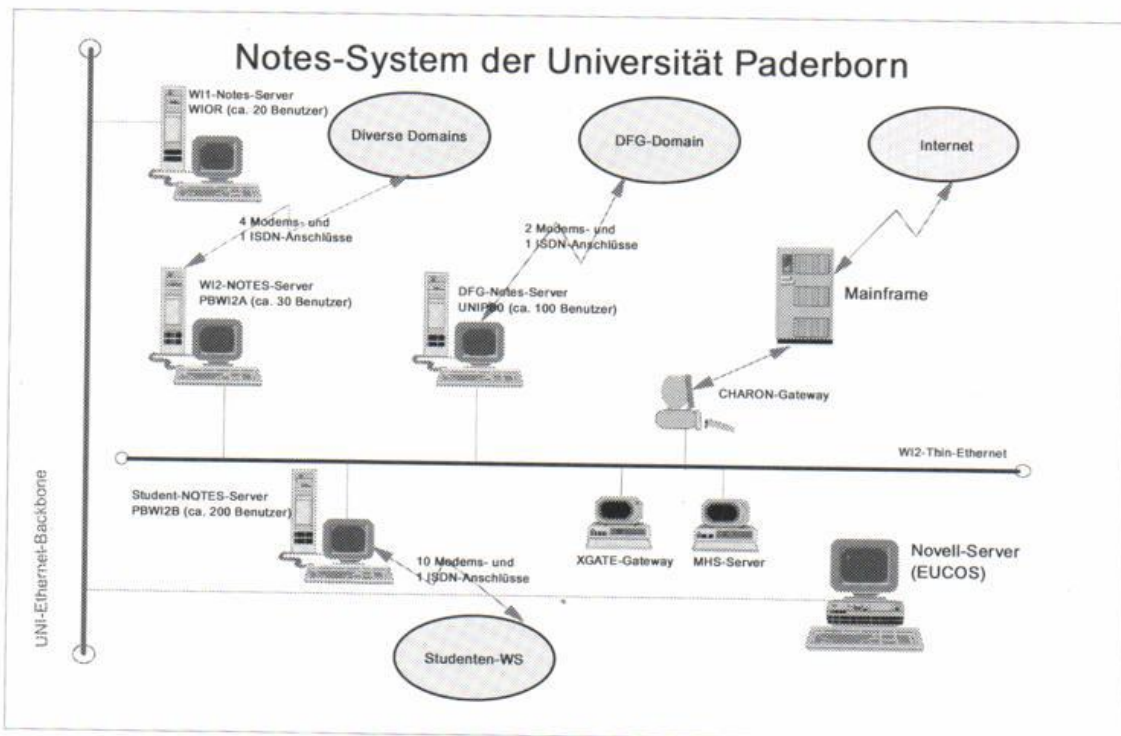 Notes-System der Universität Paderborn
WI1-Notes-Server
WIOR (ca. 20 Benutzer)
Diverse Domains
DFG-Domain
Internet
4 Modems- und
1 ISDN-Anschlüsse
2 Modems- und
1 ISDN-Anschlüsse
WI2-NOTES-Server
PBWI2A (ca. 30 Benutzer)
DFG-Notes-Server
(ca. 100 Benutzer)
Mainframe
CHARON-Gateway
WI2-Thin-Ethernet
Student-NOTES-Server
PBWI2B (ca. 200 Benutzer)
10 Modems- und
1 ISDN-Anschlüsse
XGATE-Gateway
MHS-Server
Novell-Server
(EUCOS)
Studenten-WS
UNI-Ethernet-Backbone